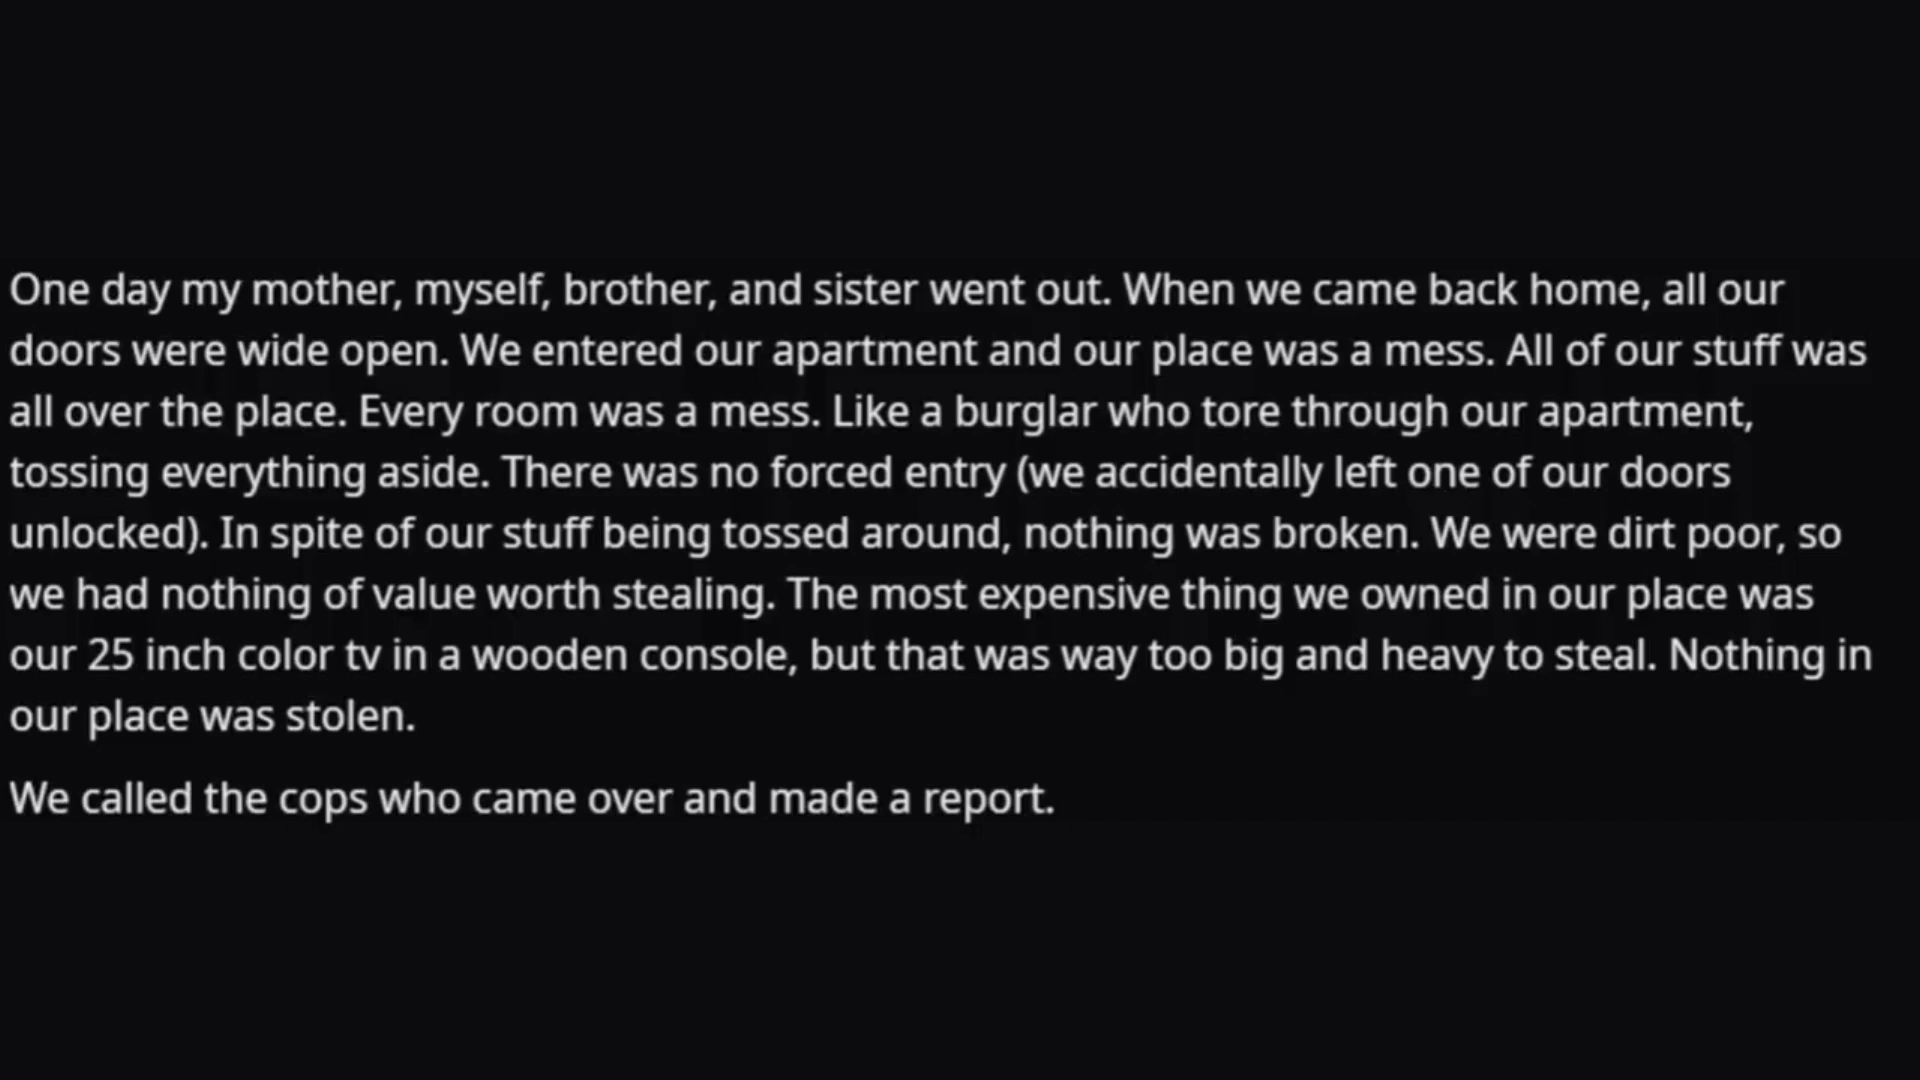 One day my mother, myself, brother, and sister went out. When we came back home, all our
doors were wide open. We entered our apartment and our place was a mess. All of our stuff was
all over the place. Every room was a mess. Like a burglar who tore through our apartment,
tossing everything aside. There was no forced entry (we accidentally left one of our doors
unlocked). In spite of our stuff being tossed around, nothing was broken. We were dirt poor, so
we had nothing of value worth stealing. The most expensive thing we owned in our place was
our 25 inch color tv in a wooden console, but that was way too big and heavy to steal. Nothing in
our place was stolen.
We called the cops who came over and made a report.